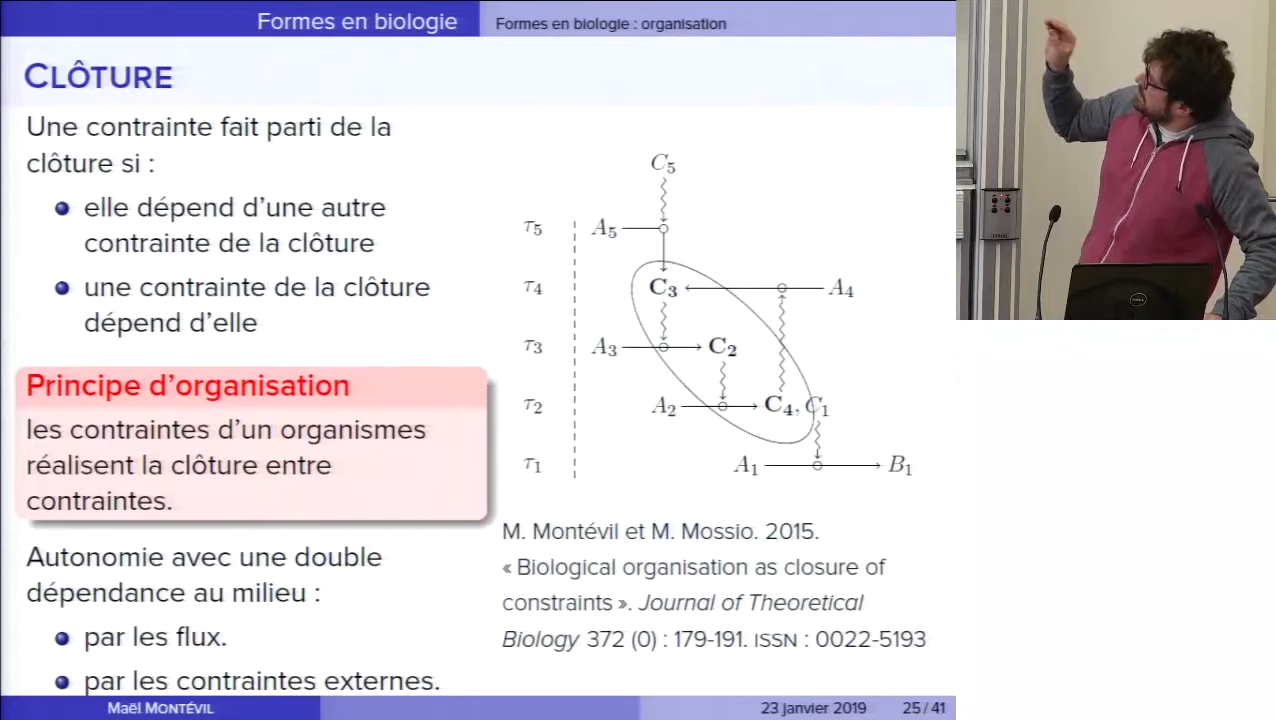 Formes en biologie
Formes en biologie : organisation
CLÔTURE
Une contrainte fait parti de la
clôture si :
elle dépend d'une autre
contrainte de la clôture
une contrainte de la clôture
dépend d'elle
Principe d'organisation
les contraintes d'un organismes
réalisent la clôture entre
contraintes.
Autonomie avec une double
dépendance au milieu :
par les flux.
par les contraintes externes.
C5
τ5 A5
τ4 C3 A4
τ3 A3 C2
τ2 A2 C4, C1
τ1 A1 B1
M. Montévil et M. Mossio. 2015.
« Biological organisation as closure of
constraints ». Journal of Theoretical
Biology 372 (0) : 179-191. ISSN : 0022-5193
Maël MONTÉVIL
23 janvier 2019 25 / 41
DELL